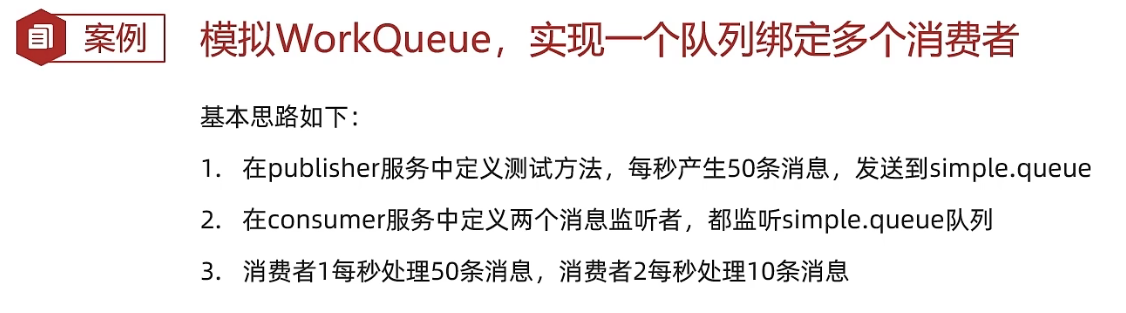 案例
模拟WorkQueue，实现一个队列绑定多个消费者
基本思路如下：
1. 在publisher服务中定义测试方法，每秒产生50条消息，发送到simple.queue
2. 在consumer服务中定义两个消息监听者，都监听simple.queue队列
3. 消费者1每秒处理50条消息，消费者2每秒处理10条消息